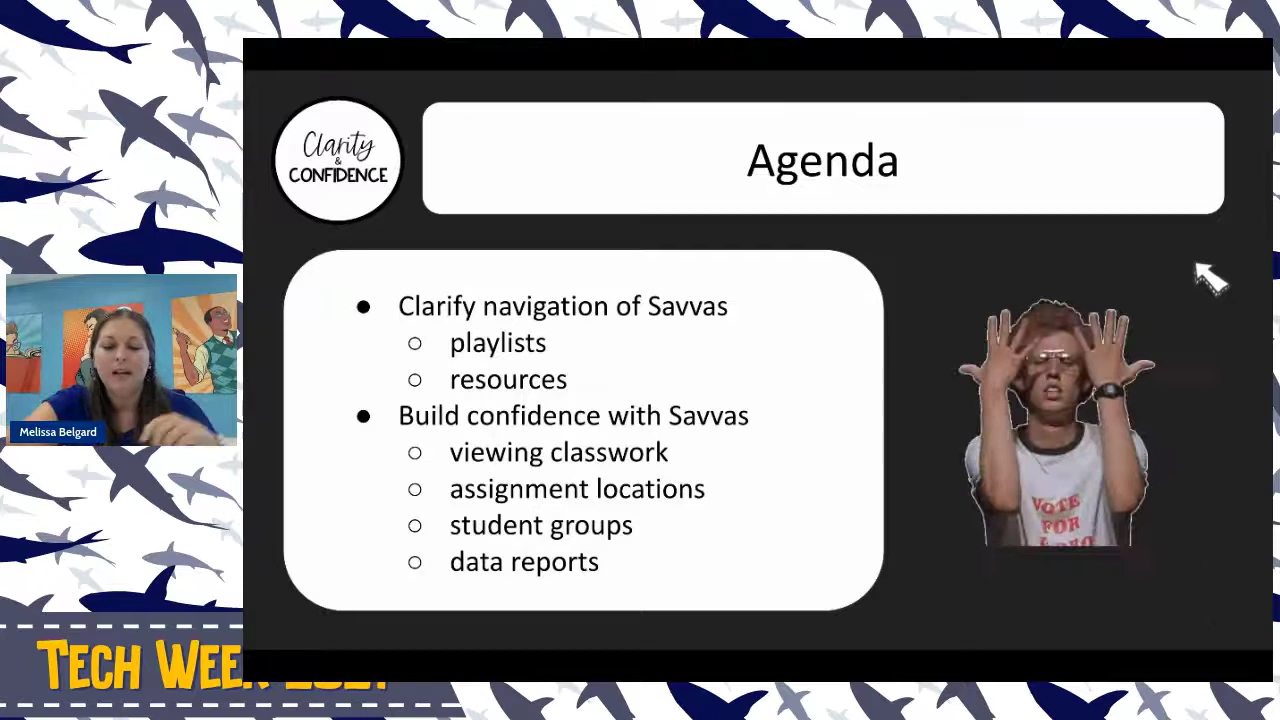 Clarity
&
CONFIDENCE
Agenda
● Clarify navigation of Savvas
○ playlists
○ resources
● Build confidence with Savvas
○ viewing classwork
○ assignment locations
○ student groups
○ data reports
VOTE
FOR
Melissa Belgard
TECH